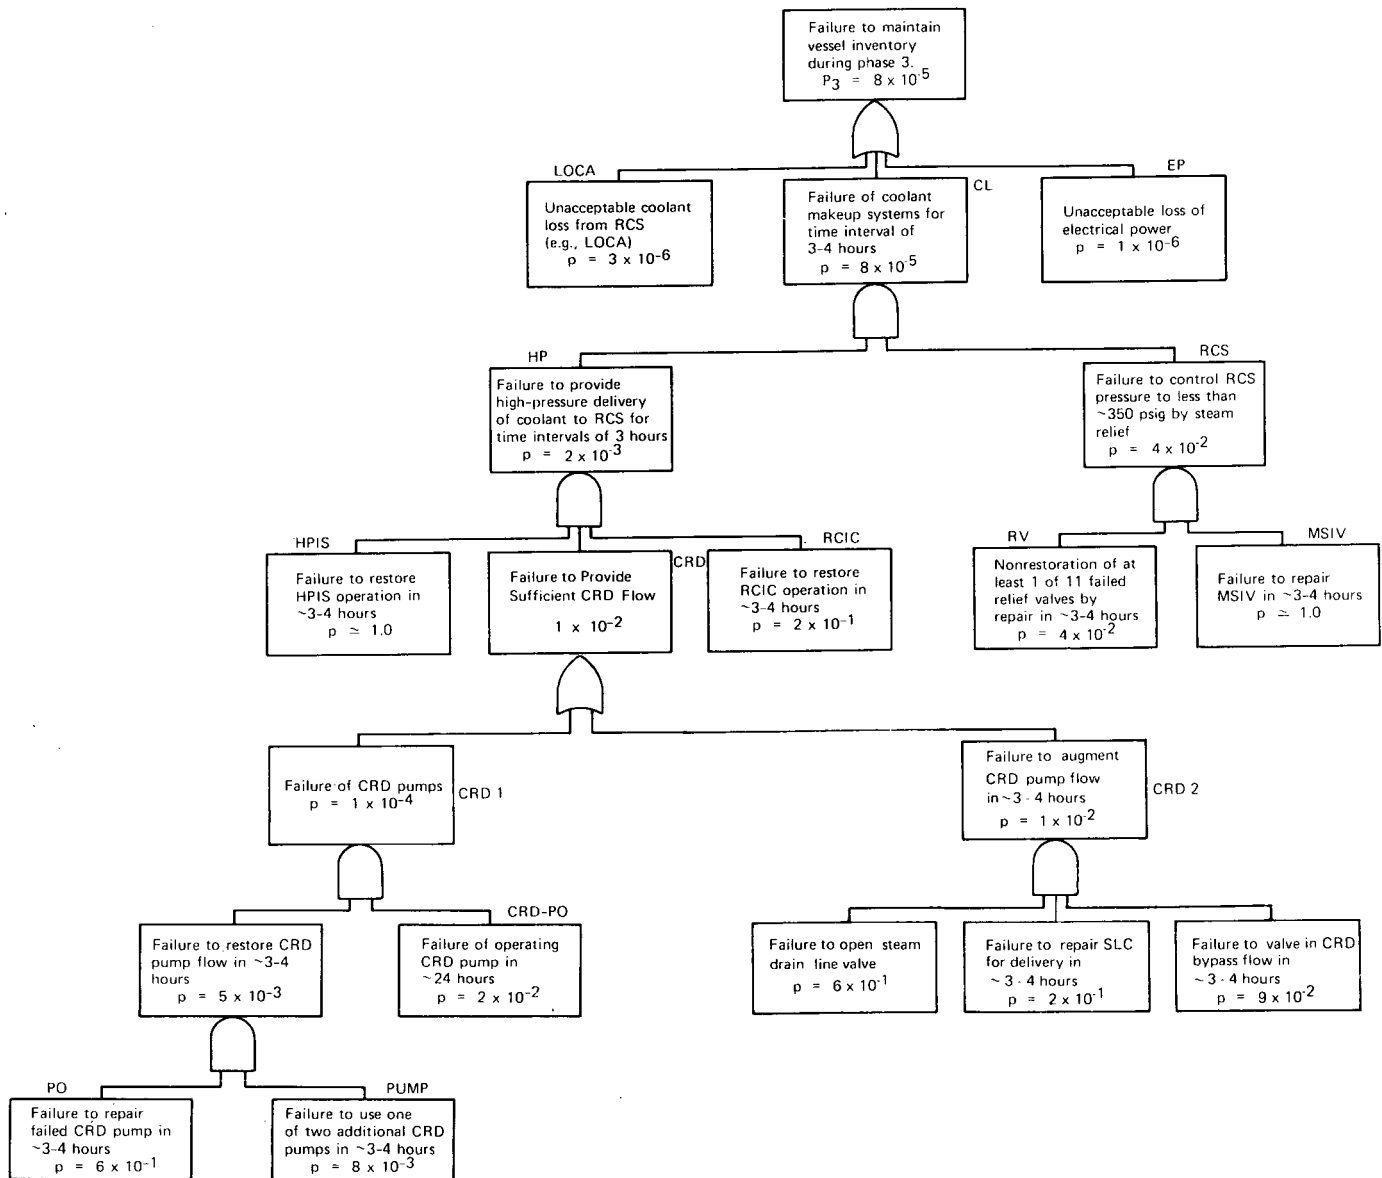 Failure to maintain
vessel inventory
during phase 3.
P3 = 8 x 10-5
LOCA
Unacceptable coolant
loss from RCS
(e.g., LOCA)
p = 3 x 10-6
CL
Failure of coolant
makeup systems for
time interval of
3-4 hours
p = 8 x 10-5
EP
Unacceptable loss of
electrical power
p = 1 x 10-6
HP
Failure to provide
high-pressure delivery
of coolant to RCS for
time intervals of 3 hours
p = 2 x 10-3
RCS
Failure to control RCS
pressure to less than
~350 psig by steam
relief
p = 4 x 10-2
HPIS
Failure to restore
HPIS operation in
~3-4 hours
p ≃ 1.0
CRD
Failure to Provide
Sufficient CRD Flow
1 x 10-2
RCIC
Failure to restore
RCIC operation in
~3-4 hours
p = 2 x 10-1
RV
Nonrestoration of at
least 1 of 11 failed
relief valves by
repair in ~3-4 hours
p = 4 x 10-2
MSIV
Failure to repair
MSIV in ~3-4 hours
p ≃ 1.0
Failure of CRD pumps
p = 1 x 10-4
CRD 1
Failure to augment
CRD pump flow
in ~3 - 4 hours
p = 1 x 10-2
CRD 2
Failure to restore CRD
pump flow in ~3-4
hours
p = 5 x 10-3
CRD-PO
Failure of operating
CRD pump in
~24 hours
p = 2 x 10-2
Failure to open steam
drain line valve
p = 6 x 10-1
Failure to repair SLC
for delivery in
~3 - 4 hours
p = 2 x 10-1
Failure to valve in CRD
bypass flow in
~3 - 4 hours
p = 9 x 10-2
PO
Failure to repair
failed CRD pump in
~3-4 hours
p = 6 x 10-1
PUMP
Failure to use one
of two additional CRD
pumps in ~3-4 hours
p = 8 x 10-3